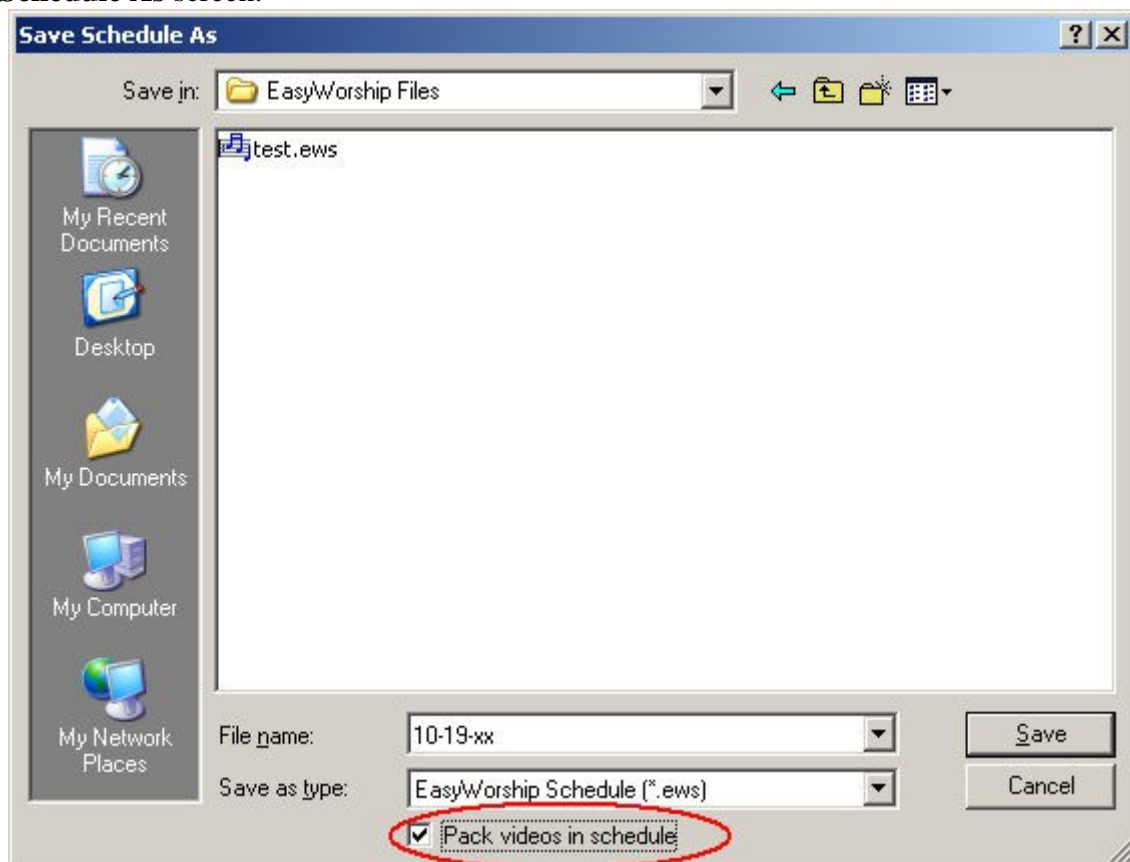 Schedule As screen.
Save Schedule As
Save in:
EasyWorship Files
test.ews
My Recent
Documents
Desktop
My Documents
My Computer
My Network
Places
File name:
10-19-xx
Save
Save as type:
EasyWorship Schedule (*.ews)
Cancel
Pack videos in schedule